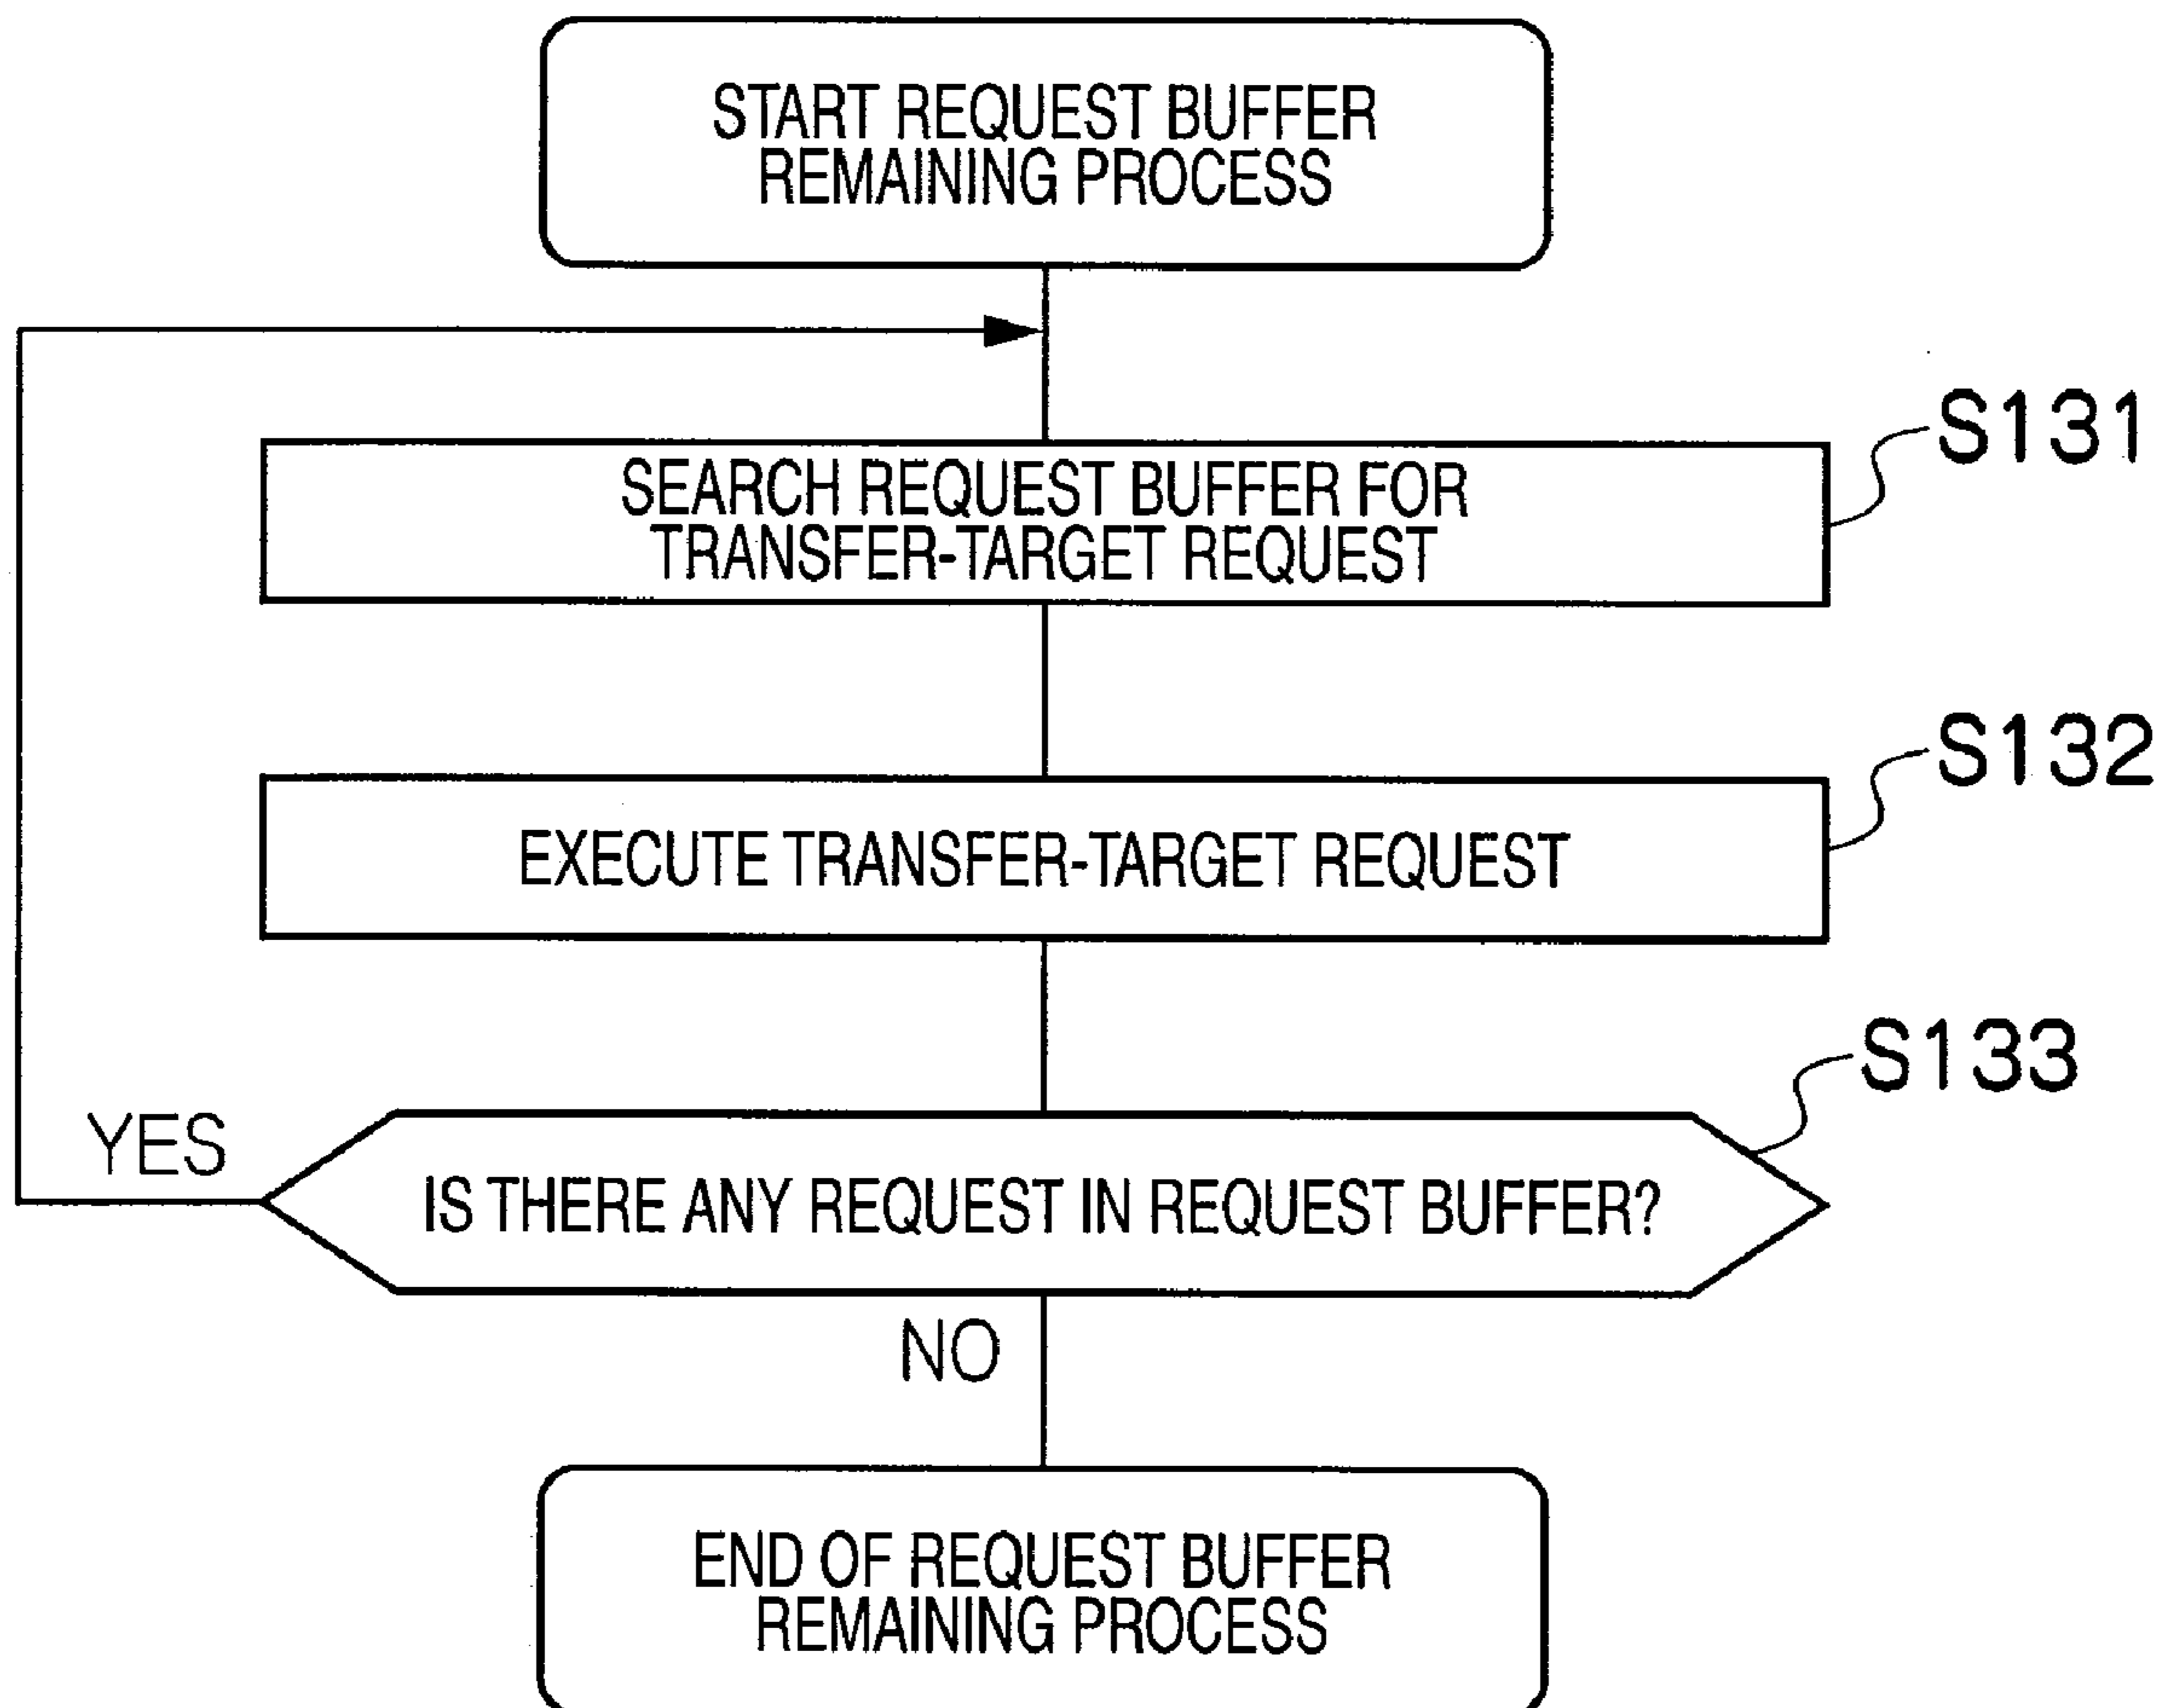 START REQUEST BUFFER
REMAINING PROCESS
S131
SEARCH REQUEST BUFFER FOR
TRANSFER-TARGET REQUEST
S132
EXECUTE TRANSFER-TARGET REQUEST
S133
YES
IS THERE ANY REQUEST IN REQUEST BUFFER?
NO
END OF REQUEST BUFFER
REMAINING PROCESS